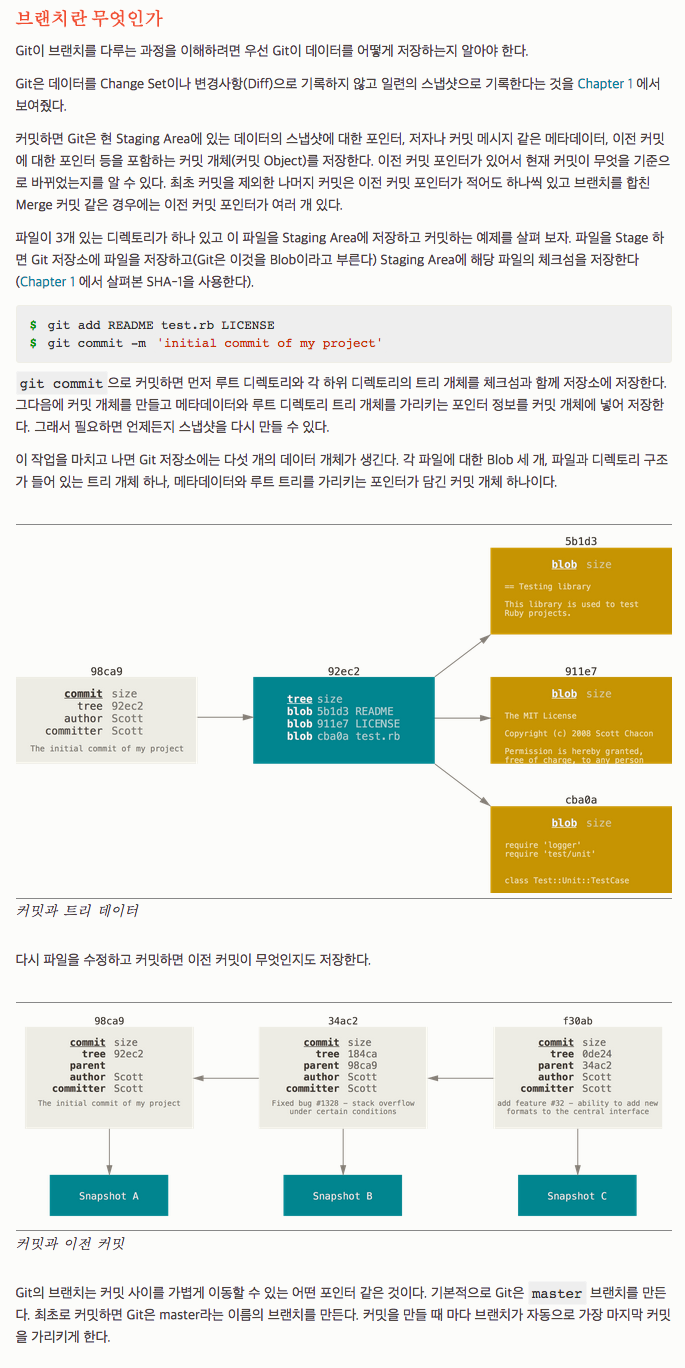 브랜치란 무엇인가
Git이 브랜치를 다루는 과정을 이해하려면 우선 Git이 데이터를 어떻게 저장하는지 알아야 한다.
Git은 데이터를 Change Set이나 변경사항(Diff)으로 기록하지 않고 일련의 스냅샷으로 기록한다는 것을 Chapter 1 에서
보여줬다.
커밋하면 Git은 현 Staging Area에 있는 데이터의 스냅샷에 대한 포인터, 저자나 커밋 메시지 같은 메타데이터, 이전 커밋
에 대한 포인터 등을 포함하는 커밋 개체(커밋 Object)를 저장한다. 이전 커밋 포인터가 있어서 현재 커밋이 무엇을 기준으
로 바뀌었는지를 알 수 있다. 최초 커밋을 제외한 나머지 커밋은 이전 커밋 포인터가 적어도 하나씩 있고 브랜치를 합친
Merge 커밋 같은 경우에는 이전 커밋 포인터가 여러 개 있다.
파일이 3개 있는 디렉토리가 하나 있고 이 파일을 Staging Area에 저장하고 커밋하는 예제를 살펴 보자. 파일을 Stage 하
면 Git 저장소에 파일을 저장하고(Git은 이것을 Blob이라고 부른다) Staging Area에 해당 파일의 체크섬을 저장한다
(Chapter 1 에서 살펴본 SHA-1을 사용한다).
$ git add README test.rb LICENSE
$ git commit -m 'initial commit of my project'
git commit으로 커밋하면 먼저 루트 디렉토리와 각 하위 디렉토리의 트리 개체를 체크섬과 함께 저장소에 저장한다.
그다음에 커밋 개체를 만들고 메타데이터와 루트 디렉토리 트리 개체를 가리키는 포인터 정보를 커밋 개체에 넣어 저장한
다. 그래서 필요하면 언제든지 스냅샷을 다시 만들 수 있다.
이 작업을 마치고 나면 Git 저장소에는 다섯 개의 데이터 개체가 생긴다. 각 파일에 대한 Blob 세 개, 파일과 디렉토리 구조
가 들어 있는 트리 개체 하나, 메타데이터와 루트 트리를 가리키는 포인터가 담긴 커밋 개체 하나이다.
98ca9
commit size
tree 92ec2
author Scott
committer Scott
The initial commit of my project
92ec2
tree size
blob 5b1d3 README
blob 911e7 LICENSE
blob cba0a test.rb
5b1d3
blob size
== Testing library
This library is used to test
Ruby projects.
911e7
blob size
The MIT License
Copyright (c) 2008 Scott Chacon
Permission is hereby granted,
free of charge, to any person
cba0a
blob size
require 'logger'
require 'test/unit'
class Test::Unit::TestCase
커밋과 트리 데이터
다시 파일을 수정하고 커밋하면 이전 커밋이 무엇인지도 저장한다.
98ca9
commit size
tree 92ec2
parent
author Scott
committer Scott
The initial commit of my project
Snapshot A
34ac2
commit size
tree 184ca
parent 98ca9
author Scott
committer Scott
Fixed bug #1328 - stack overflow
under certain conditions
Snapshot B
f30ab
commit size
tree 0de24
parent 34ac2
author Scott
committer Scott
add feature #32 - ability to add new
formats to the central interface
Snapshot C
커밋과 이전 커밋
Git의 브랜치는 커밋 사이를 가볍게 이동할 수 있는 어떤 포인터 같은 것이다. 기본적으로 Git은 master 브랜치를 만든
다. 최초로 커밋하면 Git은 master라는 이름의 브랜치를 만든다. 커밋을 만들 때 마다 브랜치가 자동으로 가장 마지막 커밋
을 가리키게 한다.